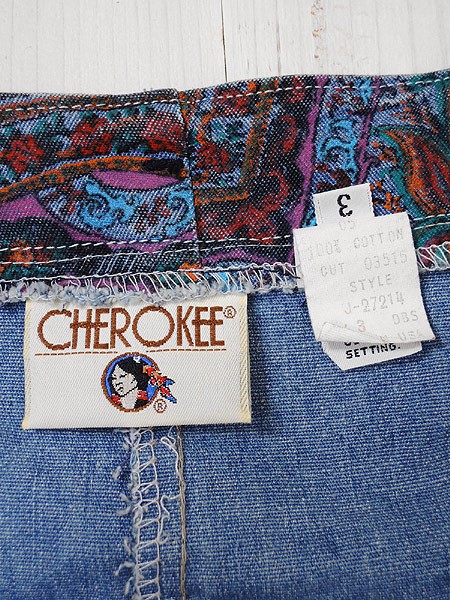 CHEROKEE®
®
3
100% COTTON
CUT 03515
STYLE
J-27214
3
SETTING.